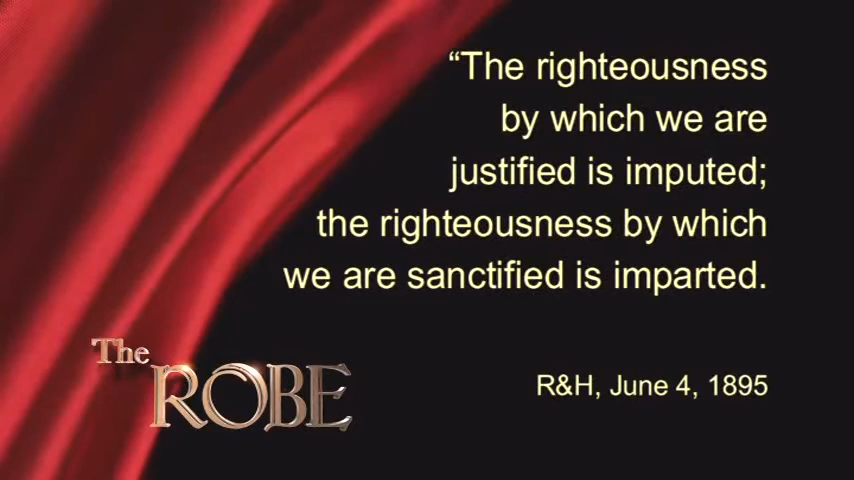 “The righteousness
by which we are
justified is imputed;
the righteousness by which
we are sanctified is imparted.
The
ROBE
R&H, June 4, 1895